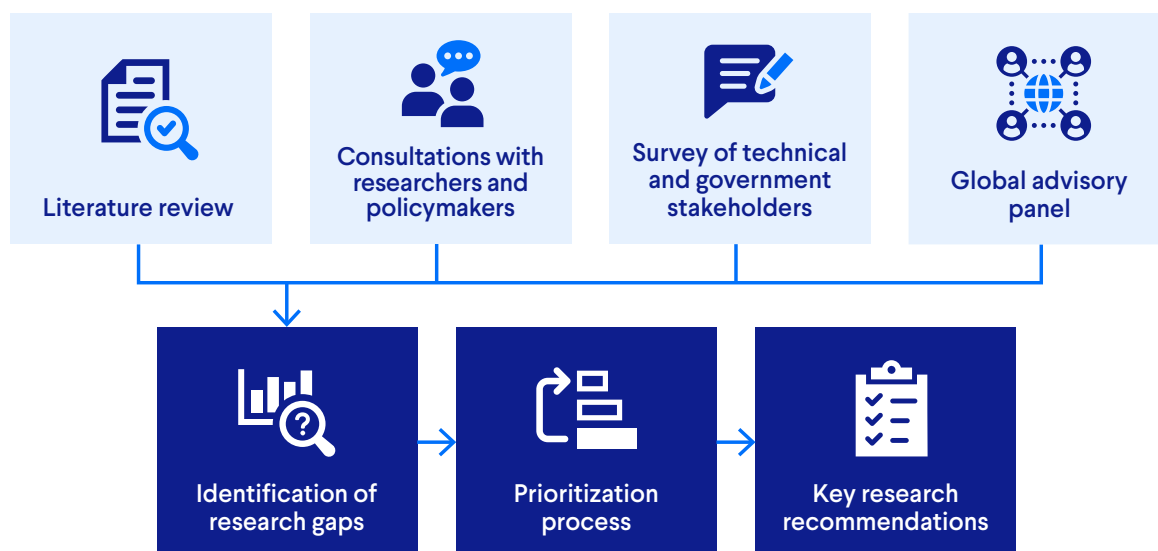 Literature review
Consultations with
researchers and
policymakers
Survey of technical
and government
stakeholders
Global advisory
panel
?
Identification of
research gaps
Prioritization
process
Key research
recommendations